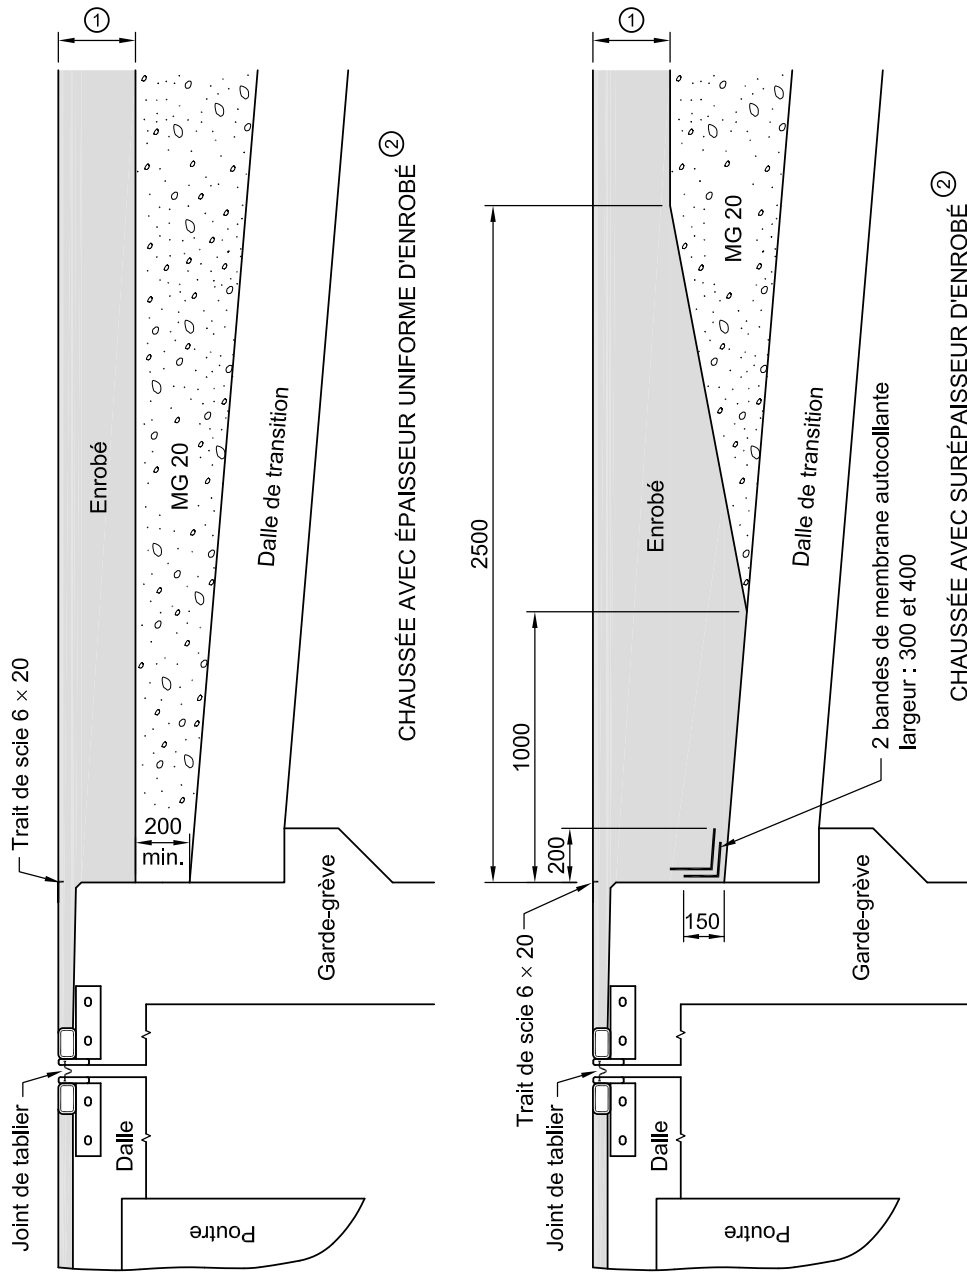 1
Trait de scie 6 × 20
Enrobé
MG 20
200
min.
Dalle de transition
Joint de tablier
Dalle
Garde-grève
Poutre
CHAUSSÉE AVEC ÉPAISSEUR UNIFORME D'ENROBÉ 2
1
2500
1000
200
150
Trait de scie 6 × 20
Enrobé
MG 20
Dalle de transition
Joint de tablier
Dalle
Garde-grève
Poutre
2 bandes de membrane autocollante
largeur : 300 et 400
CHAUSSÉE AVEC SURÉPAISSEUR D'ENROBÉ 2